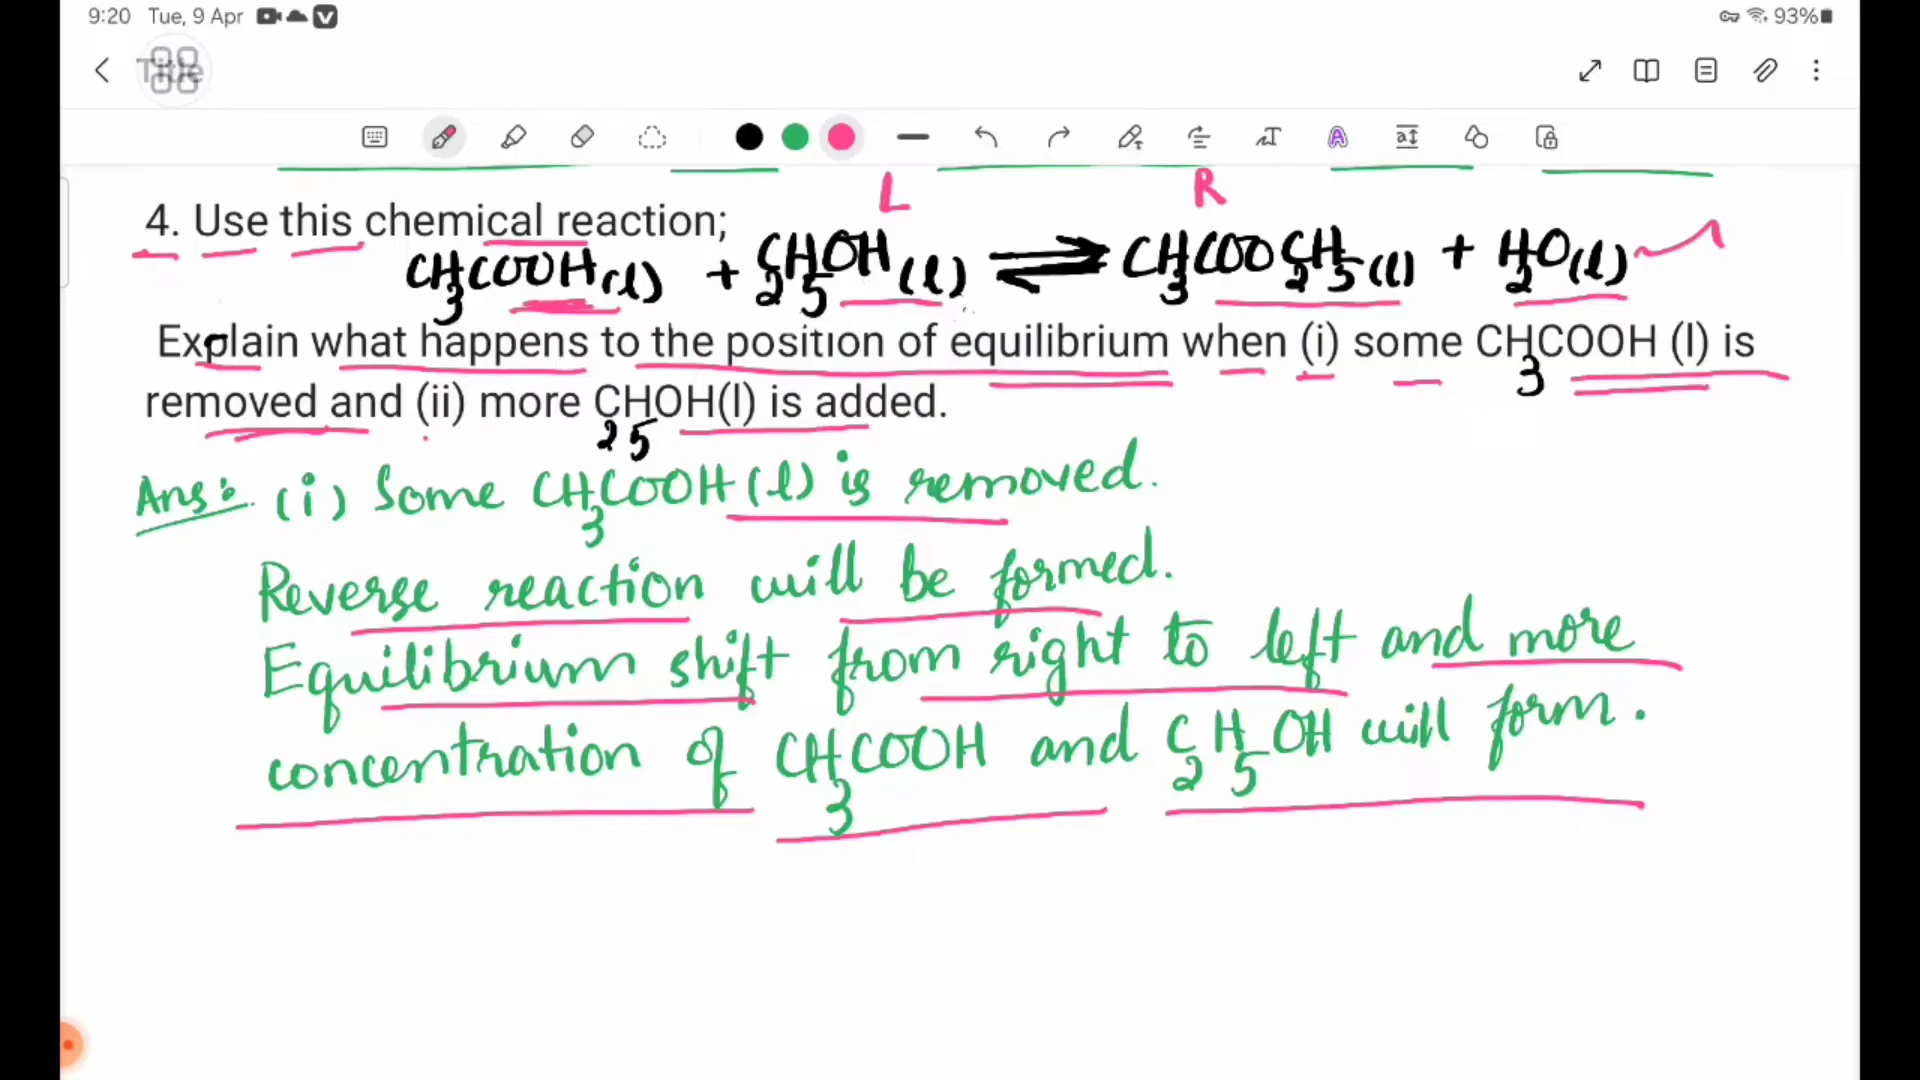 9:20 Tue, 9 Apr V 93%
Title
L R
4. Use this chemical reaction;
CH3COOH(l) + C2H5OH(l) ⇌ CH3COOC2H5(l) + H2O(l)
Explain what happens to the position of equilibrium when (i) some CH3COOH (l) is
removed and (ii) more C2H5OH(l) is added.
Ans: (i) Some CH3COOH(l) is removed.
Reverse reaction will be formed.
Equilibrium shift from right to left and more
concentration of CH3COOH and C2H5OH will form.